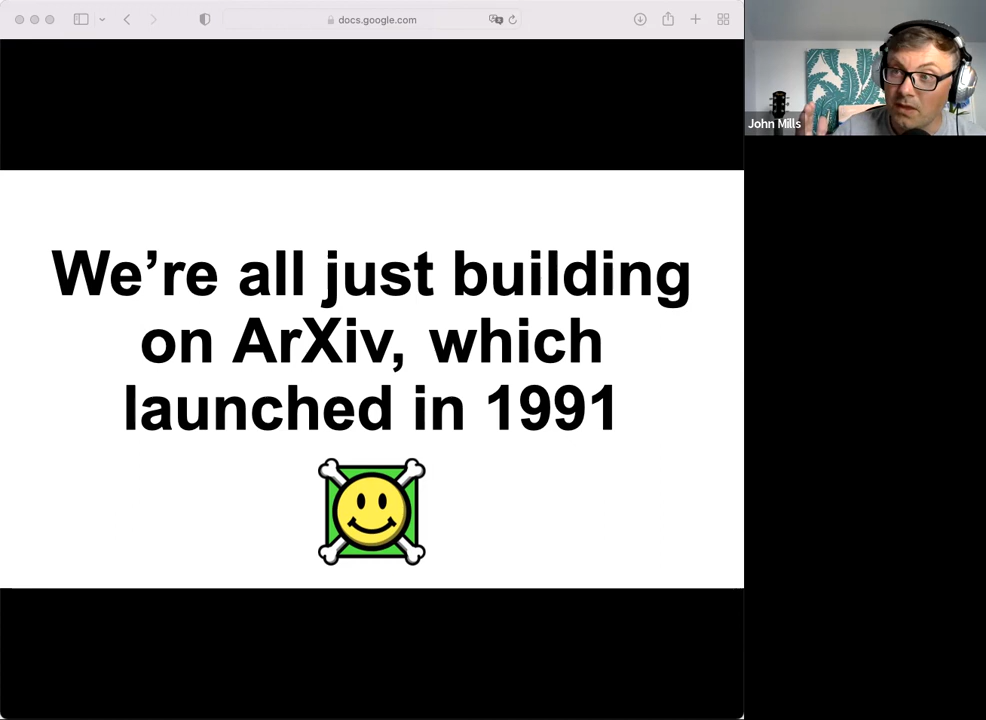 docs.google.com
John Mills
We’re all just building
on ArXiv, which
launched in 1991